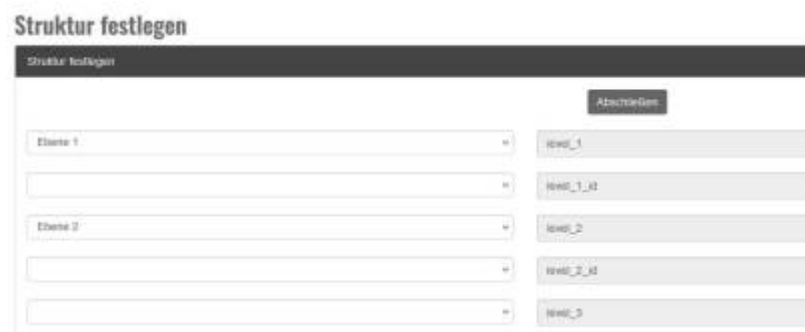 Struktur festlegen
Struktur festlegen
Abschließen
Ebene 1
level_1
level_1_id
Ebene 2
level_2
level_2_id
level_3